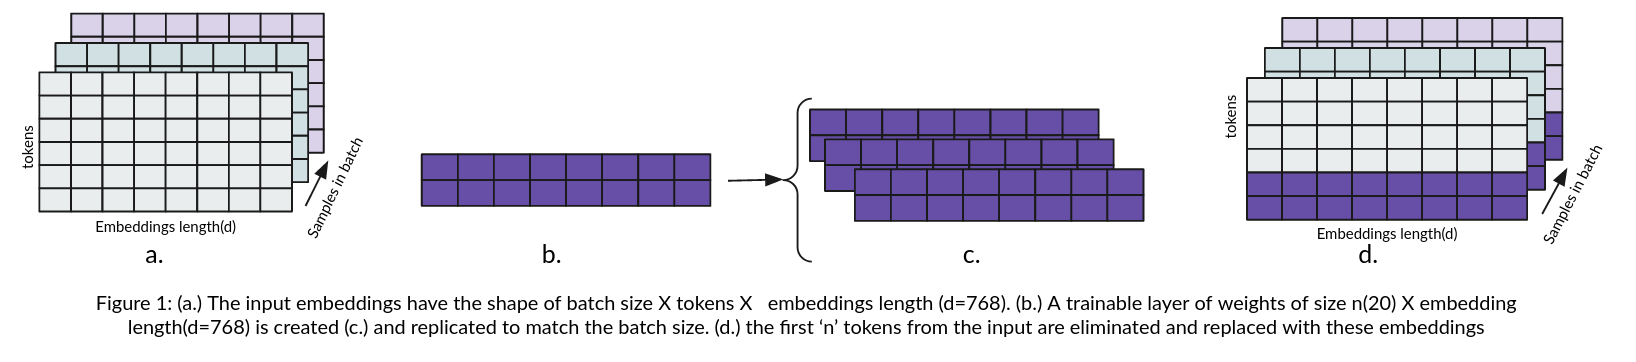 tokens
Embeddings length(d)
Samples in batch
a.
b.
c.
tokens
Embeddings length(d)
Samples in batch
d.
Figure 1: (a.) The input embeddings have the shape of batch size X tokens X embeddings length (d=768). (b.) A trainable layer of weights of size n(20) X embedding
length(d=768) is created (c.) and replicated to match the batch size. (d.) the first ‘n’ tokens from the input are eliminated and replaced with these embeddings